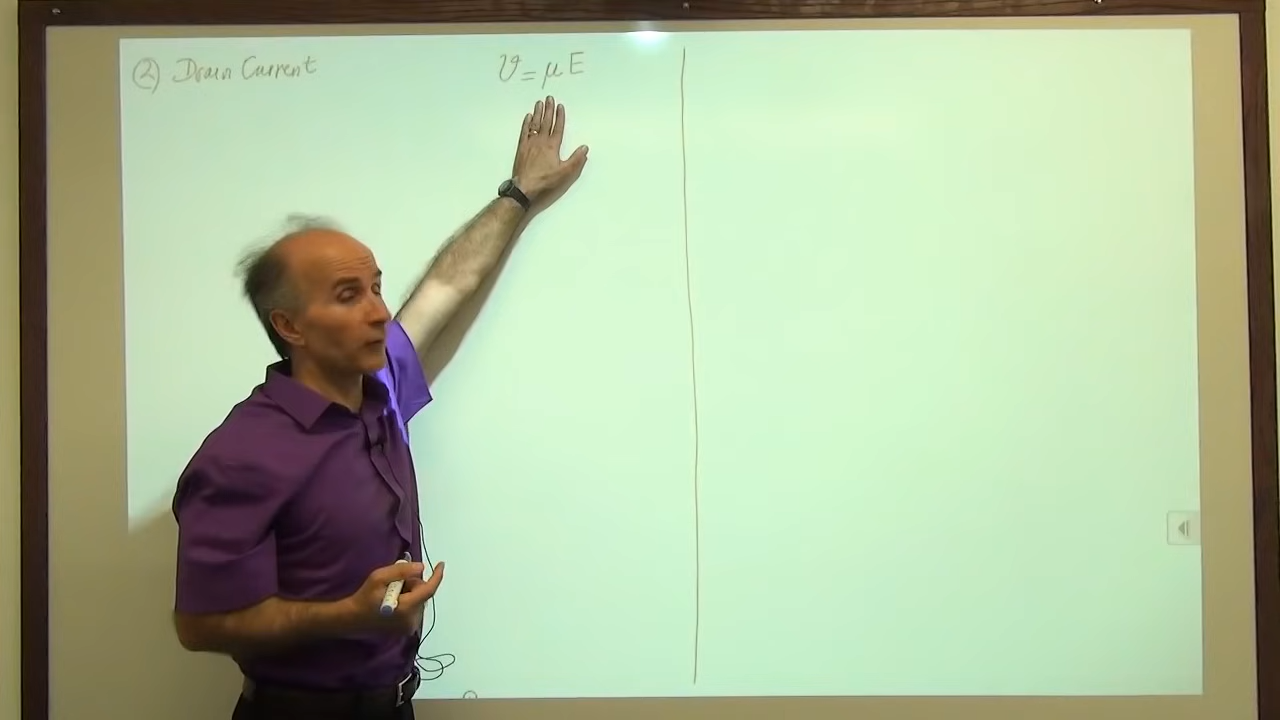 ② Drain Current
v = μ E